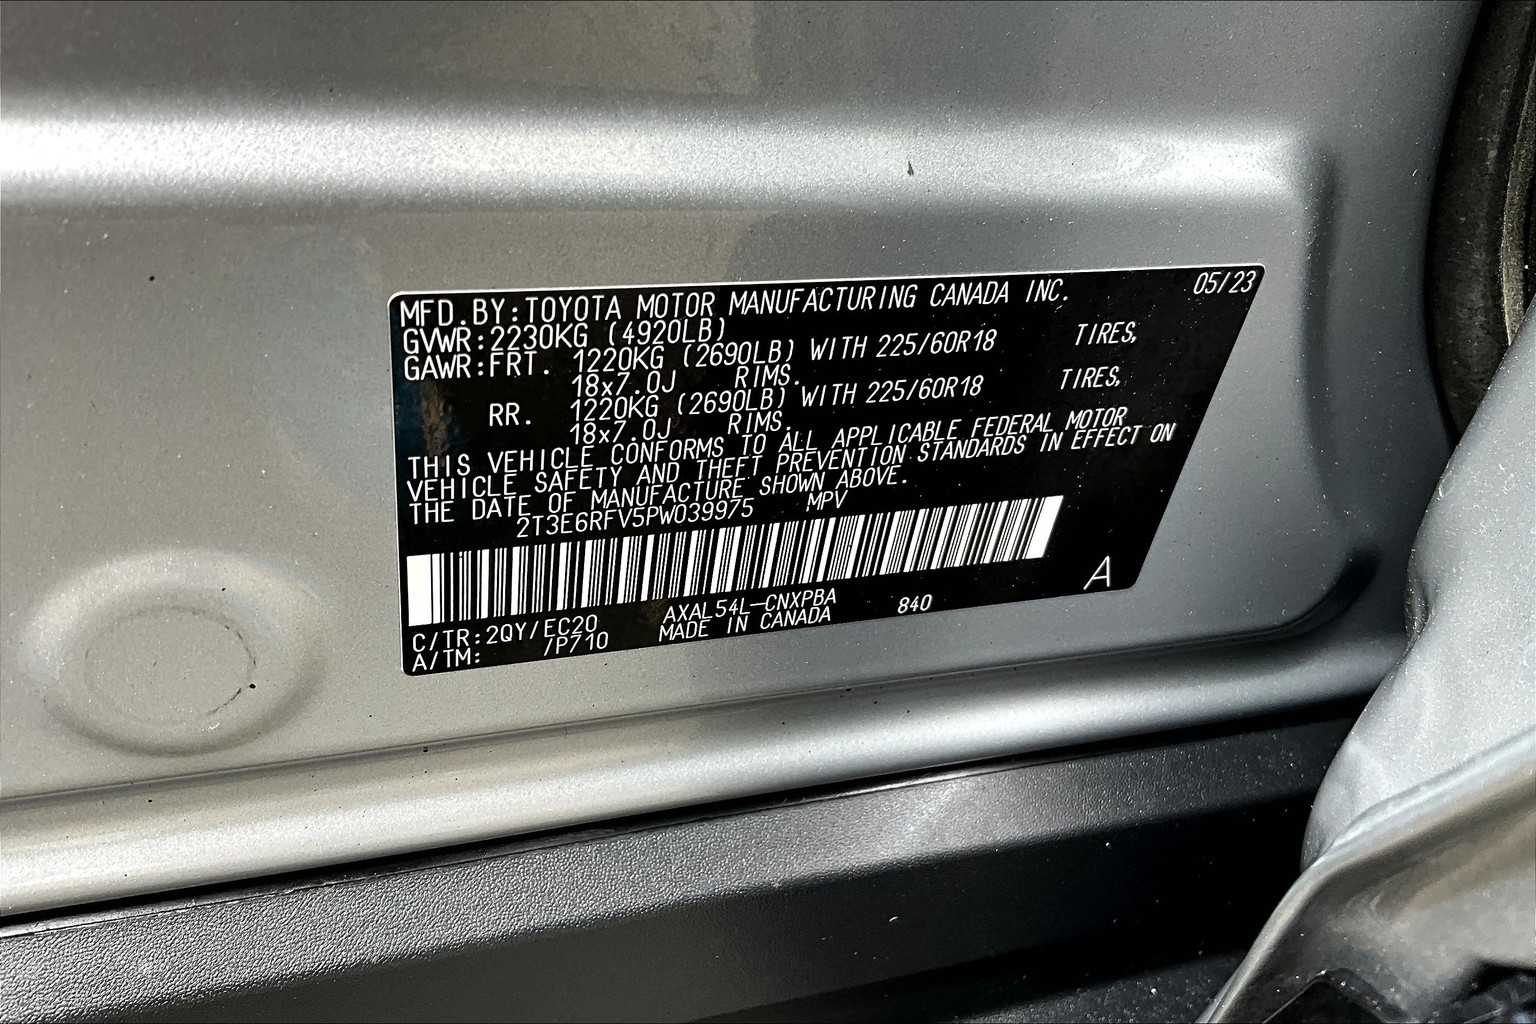 MFD.BY:TOYOTA MOTOR MANUFACTURING CANADA INC. 05/23
GVWR:2230KG (4920LB)
GAWR:FRT. 1220KG (2690LB) WITH 225/60R18 TIRES,
18x7.0J RIMS.
RR. 1220KG (2690LB) WITH 225/60R18 TIRES,
18x7.0J RIMS.
THIS VEHICLE CONFORMS TO ALL APPLICABLE FEDERAL MOTOR
VEHICLE SAFETY AND THEFT PREVENTION STANDARDS IN EFFECT ON
THE DATE OF MANUFACTURE SHOWN ABOVE.
2T3E6RFV5PW039975 MPV
A
C/TR:2QY/EC20 AXAL54L-CNXPBA 840
A/TM: /P710 MADE IN CANADA